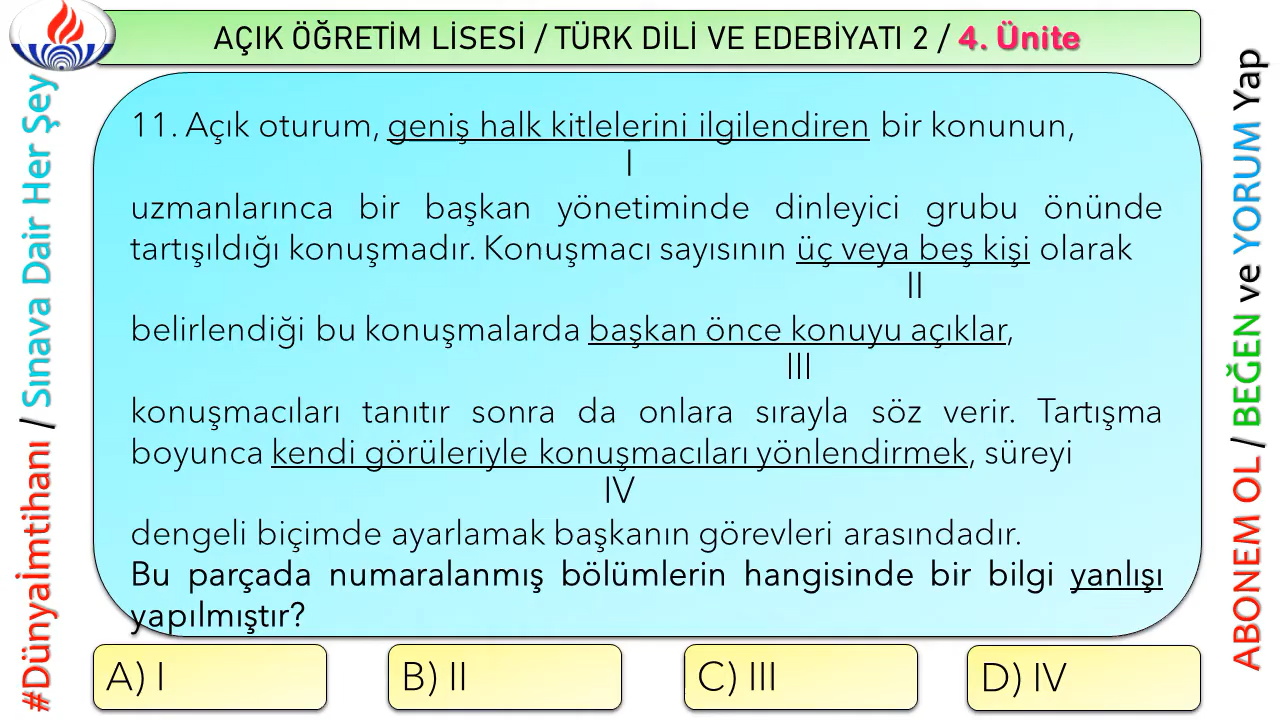 AÇIK ÖĞRETİM LİSESİ / TÜRK DİLİ VE EDEBİYATI 2 / 4. Ünite
#Dünyaİmtihanı / Sınava Dair Her Şey
11. Açık oturum, geniş halk kitlelerini ilgilendiren bir konunun,
I
uzmanlarınca bir başkan yönetiminde dinleyici grubu önünde
tartışıldığı konuşmadır. Konuşmacı sayısının üç veya beş kişi olarak
II
belirlendiği bu konuşmalarda başkan önce konuyu açıklar,
III
konuşmacıları tanıtır sonra da onlara sırayla söz verir. Tartışma
boyunca kendi görüleriyle konuşmacıları yönlendirmek, süreyi
IV
dengeli biçimde ayarlamak başkanın görevleri arasındadır.
Bu parçada numaralanmış bölümlerin hangisinde bir bilgi yanlışı
yapılmıştır?
A) I
B) II
C) III
D) IV
ABONEM OL / BEĞEN ve YORUM Yap